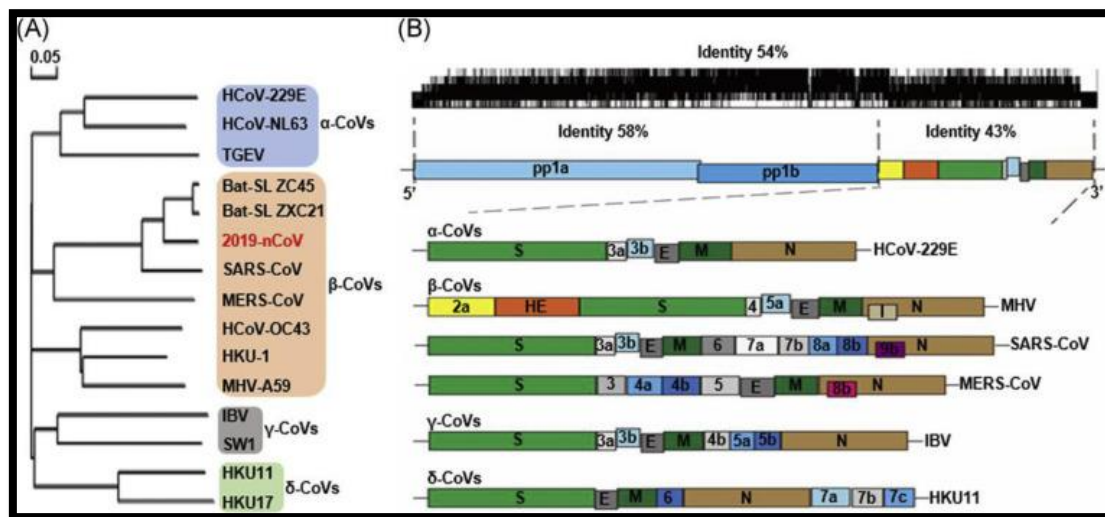 (A)
0.05
HCoV-229E
HCoV-NL63
α-CoVs
TGEV
Bat-SL ZC45
Bat-SL ZXC21
2019-nCoV
SARS-CoV
β-CoVs
MERS-CoV
HCoV-OC43
HKU-1
MHV-A59
IBV
γ-CoVs
SW1
HKU11
δ-CoVs
HKU17
(B)
Identity 54%
Identity 58% Identity 43%
pp1a pp1b
5' 3'
α-CoVs
S 3a 3b E M N HCoV-229E
β-CoVs
2a HE S 4 5a E M I N MHV
S 3a 3b E M 6 7a 7b 8a 8b 9b N SARS-CoV
S 3 4a 4b 5 E M 8b N MERS-CoV
γ-CoVs
S 3a 3b E M 4b 5a 5b N IBV
δ-CoVs
S E M 6 N 7a 7b 7c HKU11